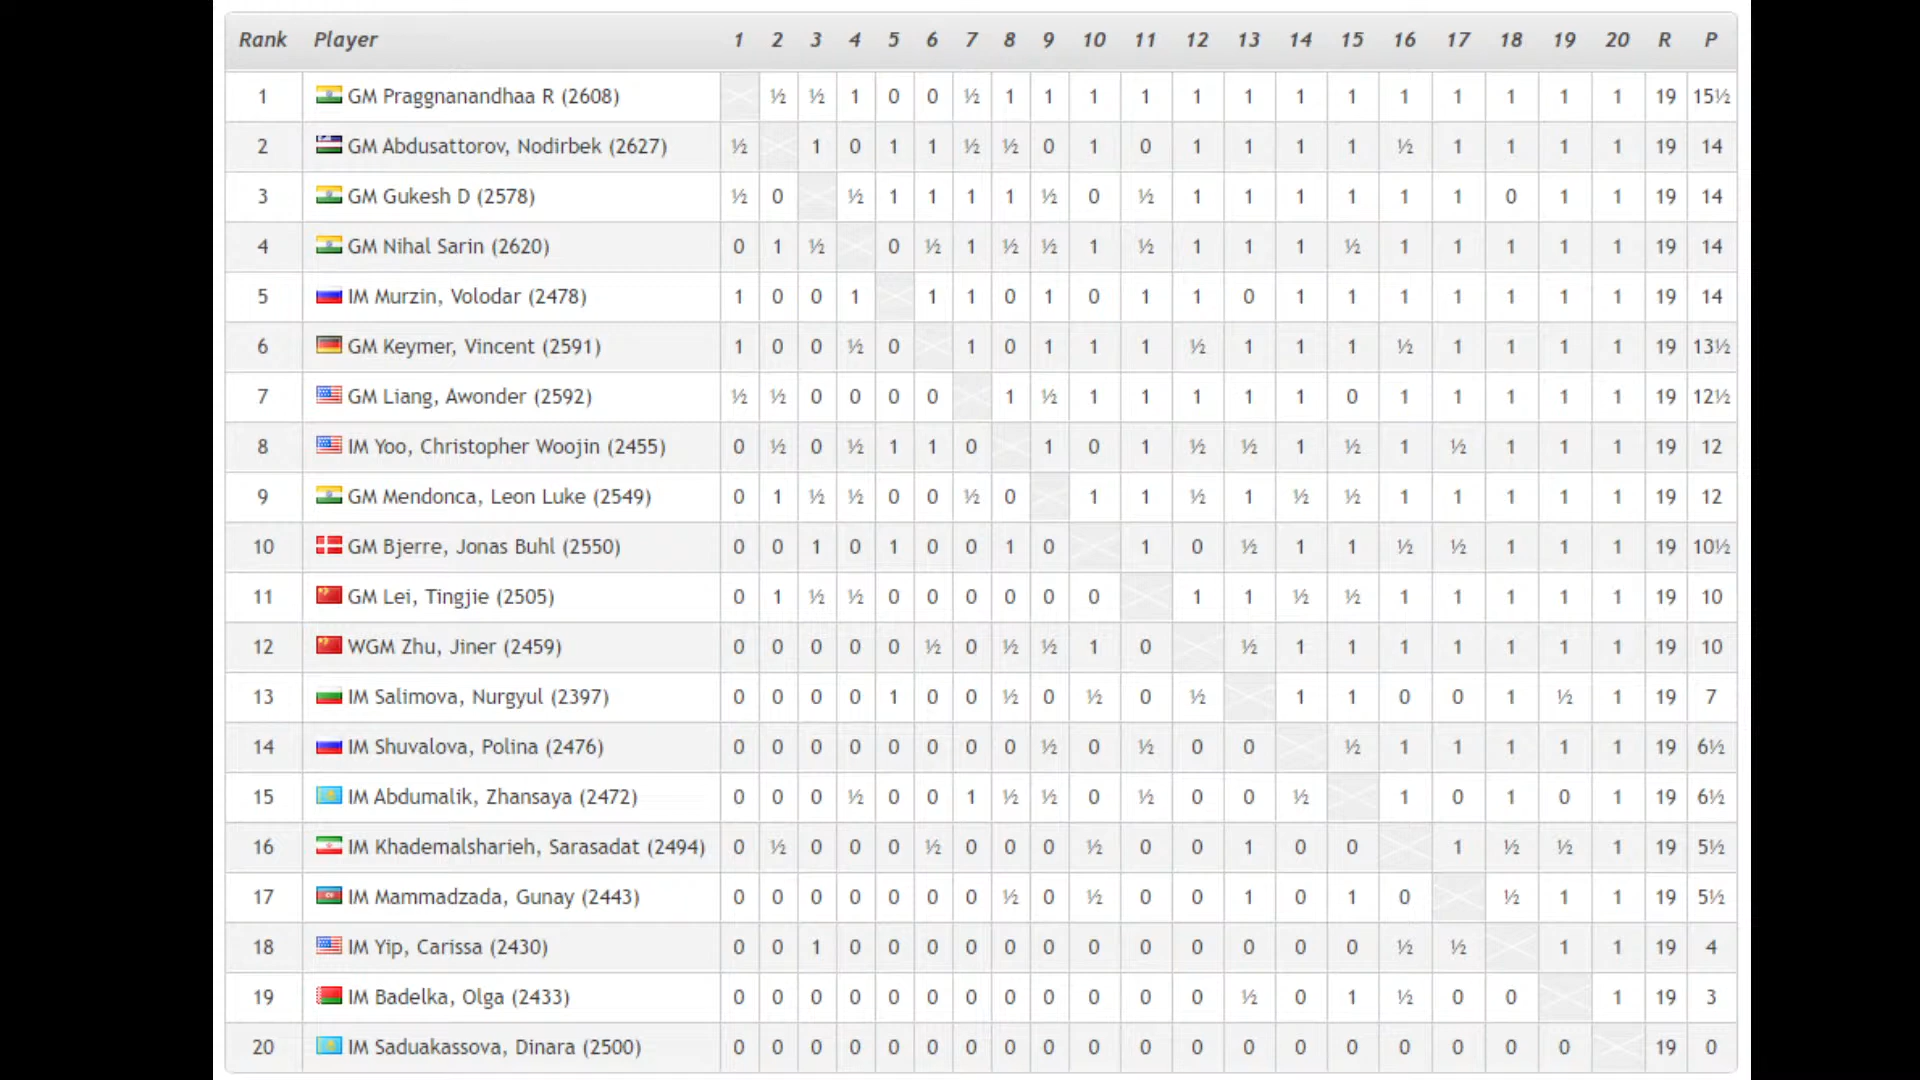 Rank Player 1 2 3 4 5 6 7 8 9 10 11 12 13 14 15 16 17 18 19 20 R P
1 GM Praggnanandhaa R (2608) ½ ½ 1 0 0 ½ 1 1 1 1 1 1 1 1 1 1 1 1 1 19 15½
2 GM Abdusattorov, Nodirbek (2627) ½ 1 0 1 1 ½ ½ 0 1 0 1 1 1 1 ½ 1 1 1 1 19 14
3 GM Gukesh D (2578) ½ 0 ½ 1 1 1 1 ½ 0 ½ 1 1 1 1 1 1 0 1 1 19 14
4 GM Nihal Sarin (2620) 0 1 ½ 0 ½ 1 ½ ½ 1 ½ 1 1 1 ½ 1 1 1 1 1 19 14
5 IM Murzin, Volodar (2478) 1 0 0 1 1 1 0 1 0 1 1 0 1 1 1 1 1 1 1 19 14
6 GM Keymer, Vincent (2591) 1 0 0 ½ 0 1 0 1 1 1 ½ 1 1 1 ½ 1 1 1 1 19 13½
7 GM Liang, Awonder (2592) ½ ½ 0 0 0 0 1 ½ 1 1 1 1 1 0 1 1 1 1 1 19 12½
8 IM Yoo, Christopher Woojin (2455) 0 ½ 0 ½ 1 1 0 1 0 1 ½ ½ 1 ½ 1 ½ 1 1 1 19 12
9 GM Mendonca, Leon Luke (2549) 0 1 ½ ½ 0 0 ½ 0 1 1 ½ 1 ½ ½ 1 1 1 1 1 19 12
10 GM Bjerre, Jonas Buhl (2550) 0 0 1 0 1 0 0 1 0 1 0 ½ 1 1 ½ ½ 1 1 1 19 10½
11 GM Lei, Tingjie (2505) 0 1 ½ ½ 0 0 0 0 0 0 1 1 ½ ½ 1 1 1 1 1 19 10
12 WGM Zhu, Jiner (2459) 0 0 0 0 0 ½ 0 ½ ½ 1 0 ½ 1 1 1 1 1 1 1 19 10
13 IM Salimova, Nurgyul (2397) 0 0 0 0 1 0 0 ½ 0 ½ 0 ½ 1 1 0 0 1 ½ 1 19 7
14 IM Shuvalova, Polina (2476) 0 0 0 0 0 0 0 0 ½ 0 ½ 0 0 ½ 1 1 1 1 1 19 6½
15 IM Abdumalik, Zhansaya (2472) 0 0 0 ½ 0 0 1 ½ ½ 0 ½ 0 0 ½ 1 0 1 0 1 19 6½
16 IM Khademalsharieh, Sarasadat (2494) 0 ½ 0 0 0 ½ 0 0 0 ½ 0 0 1 0 0 1 ½ ½ 1 19 5½
17 IM Mammadzada, Gunay (2443) 0 0 0 0 0 0 0 ½ 0 ½ 0 0 1 0 1 0 ½ 1 1 19 5½
18 IM Yip, Carissa (2430) 0 0 1 0 0 0 0 0 0 0 0 0 0 0 0 ½ ½ 1 1 19 4
19 IM Badelka, Olga (2433) 0 0 0 0 0 0 0 0 0 0 0 0 ½ 0 1 ½ 0 0 1 19 3
20 IM Saduakassova, Dinara (2500) 0 0 0 0 0 0 0 0 0 0 0 0 0 0 0 0 0 0 0 19 0